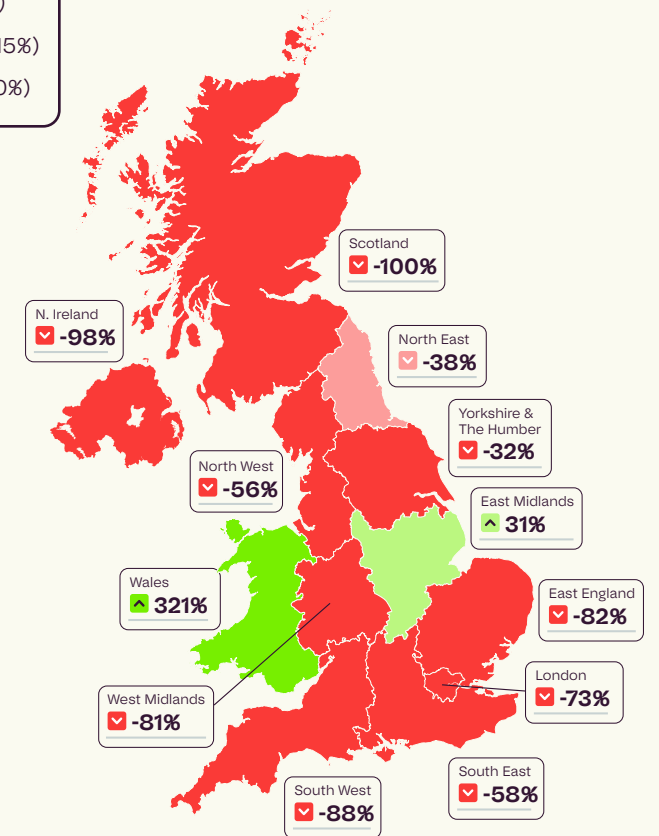 )
15%)
0%)
Scotland
-100%
N. Ireland
-98%
North East
-38%
Yorkshire &
The Humber
-32%
North West
-56%
East Midlands
31%
Wales
321%
East England
-82%
London
-73%
West Midlands
-81%
South East
-58%
South West
-88%